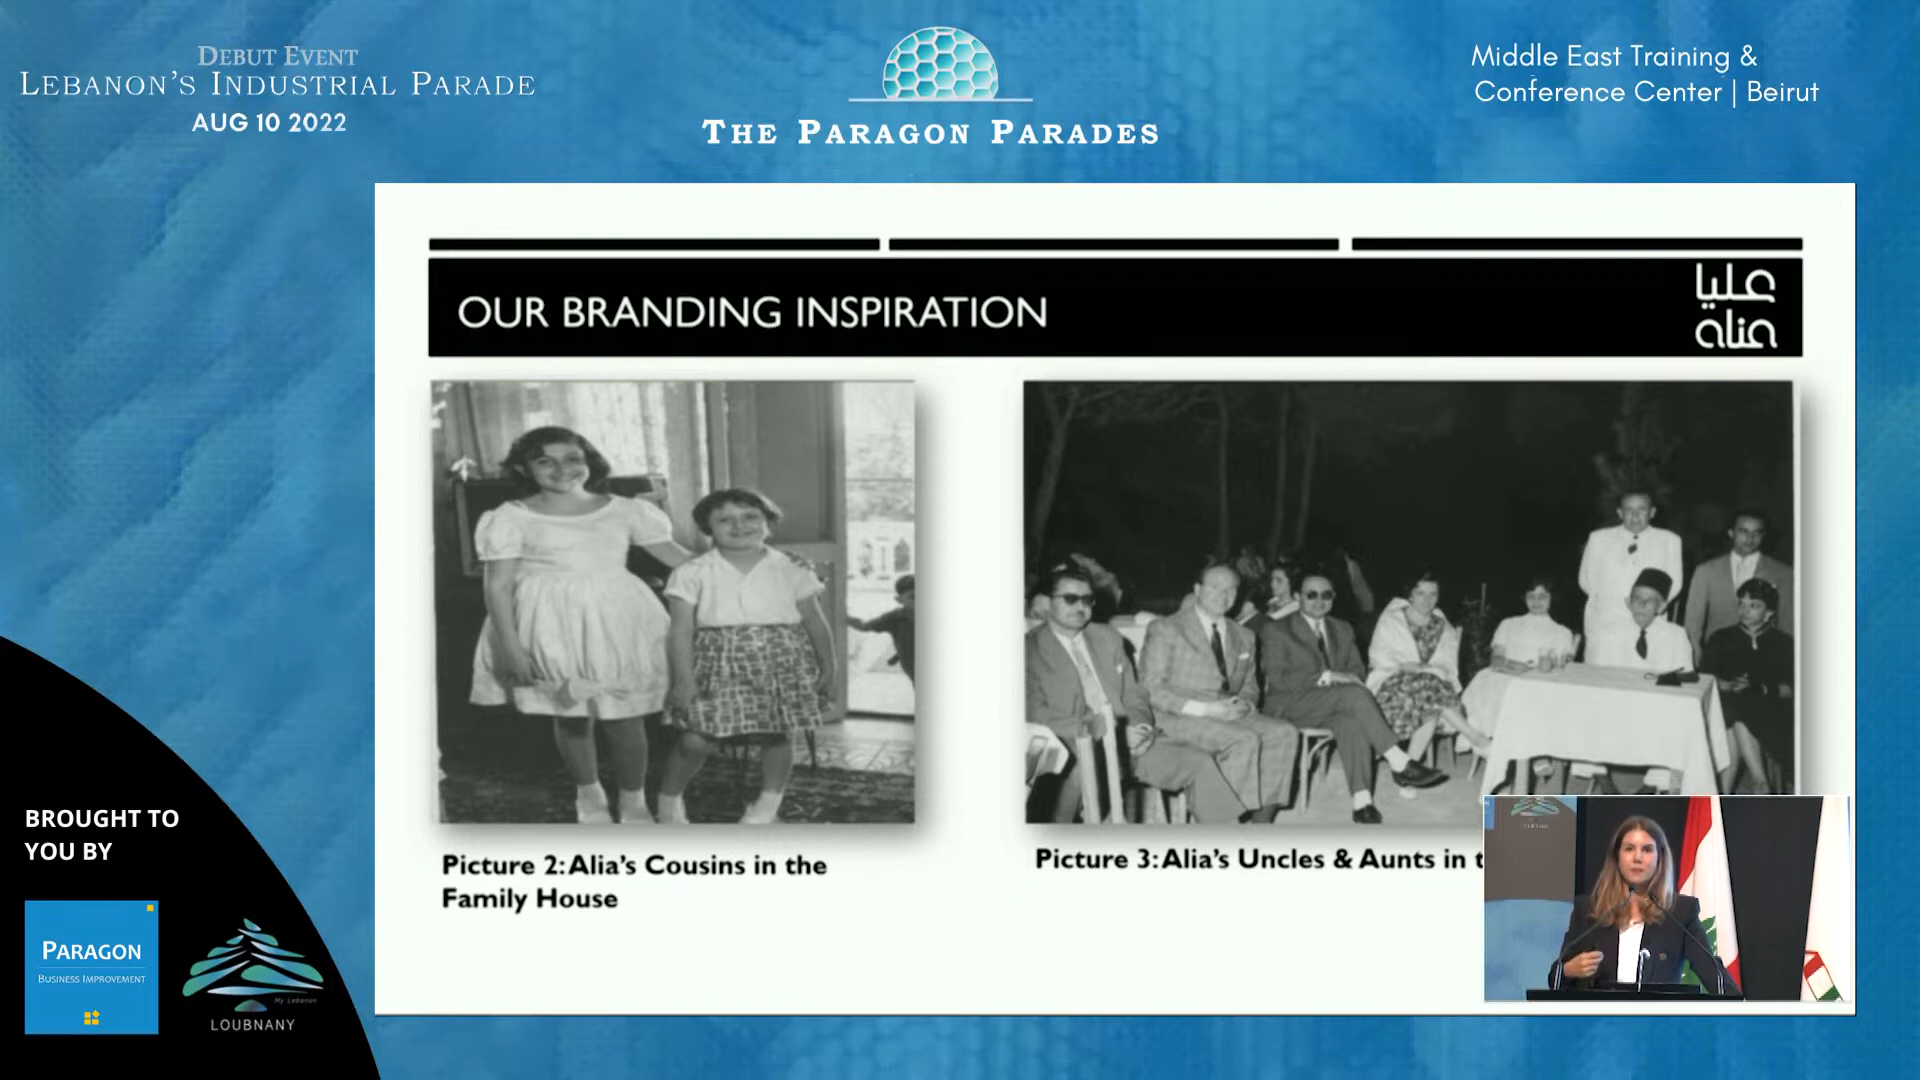 DEBUT EVENT
LEBANON'S INDUSTRIAL PARADE
AUG 10 2022
THE PARAGON PARADES
Middle East Training &
Conference Center | Beirut
OUR BRANDING INSPIRATION
عليا
alia
Picture 2: Alia's Cousins in the
Family House
Picture 3: Alia's Uncles & Aunts in
BROUGHT TO
YOU BY
PARAGON
BUSINESS IMPROVEMENT
My Lebanon
LOUBNANY